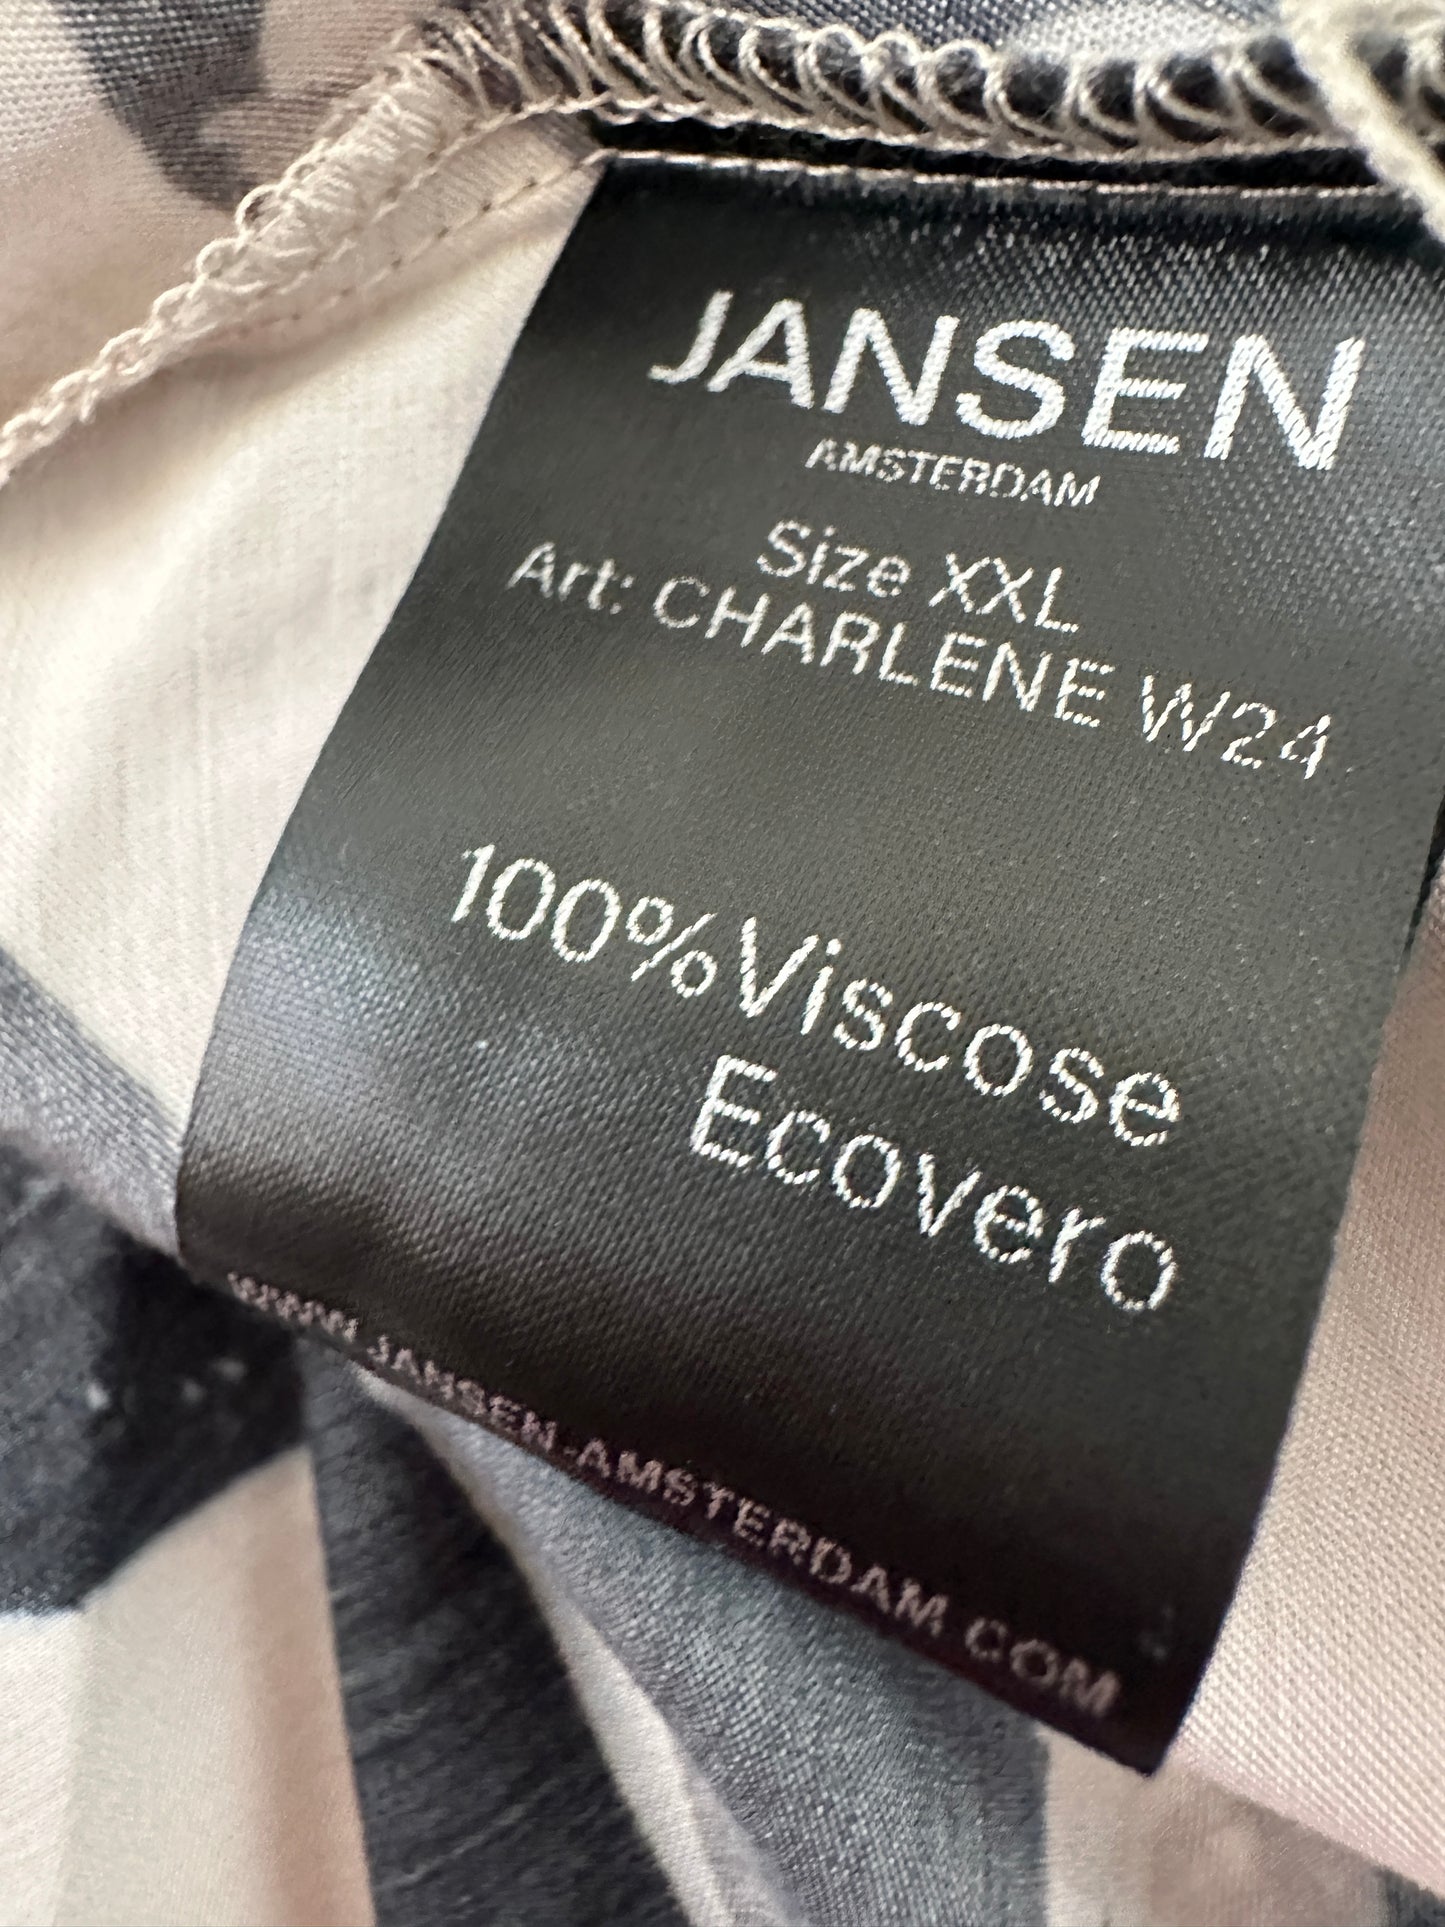 JANSEN
AMSTERDAM
Size XXL
Art: CHARLENE W24
100%Viscose
Ecovero
WWW.JANSEN-AMSTERDAM.COM